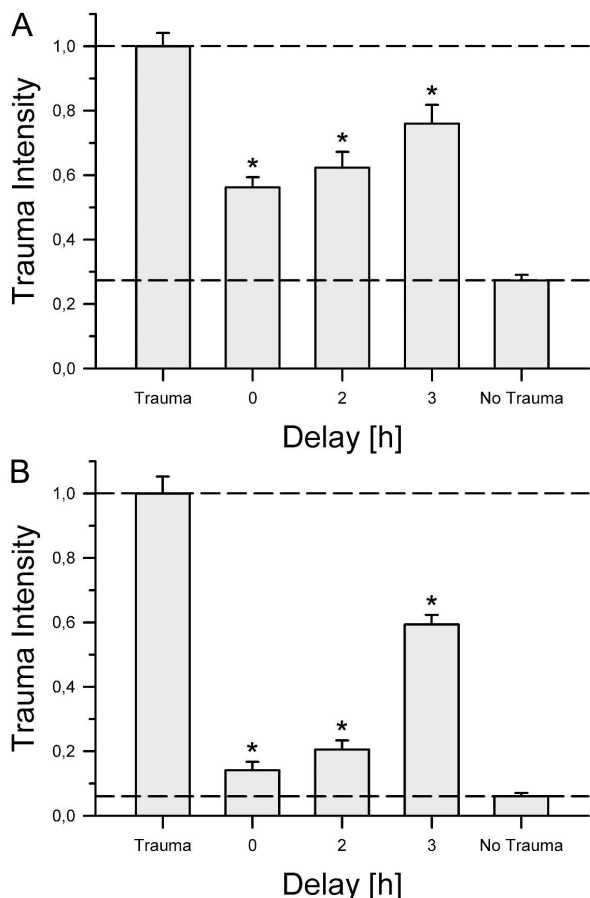 A
Trauma Intensity
1,0
0,8
0,6
0,4
0,2
0,0
*
*
*
Trauma 0 2 3 No Trauma
Delay [h]
B
Trauma Intensity
1,0
0,8
0,6
0,4
0,2
0,0
*
*
*
Trauma 0 2 3 No Trauma
Delay [h]